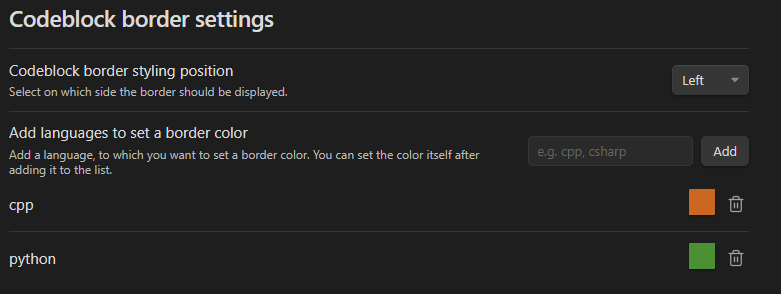 Codeblock border settings
Codeblock border styling position
Select on which side the border should be displayed.
Left
Add languages to set a border color
Add a language, to which you want to set a border color. You can set the color itself after
adding it to the list.
e.g. cpp, csharp
Add
cpp
python